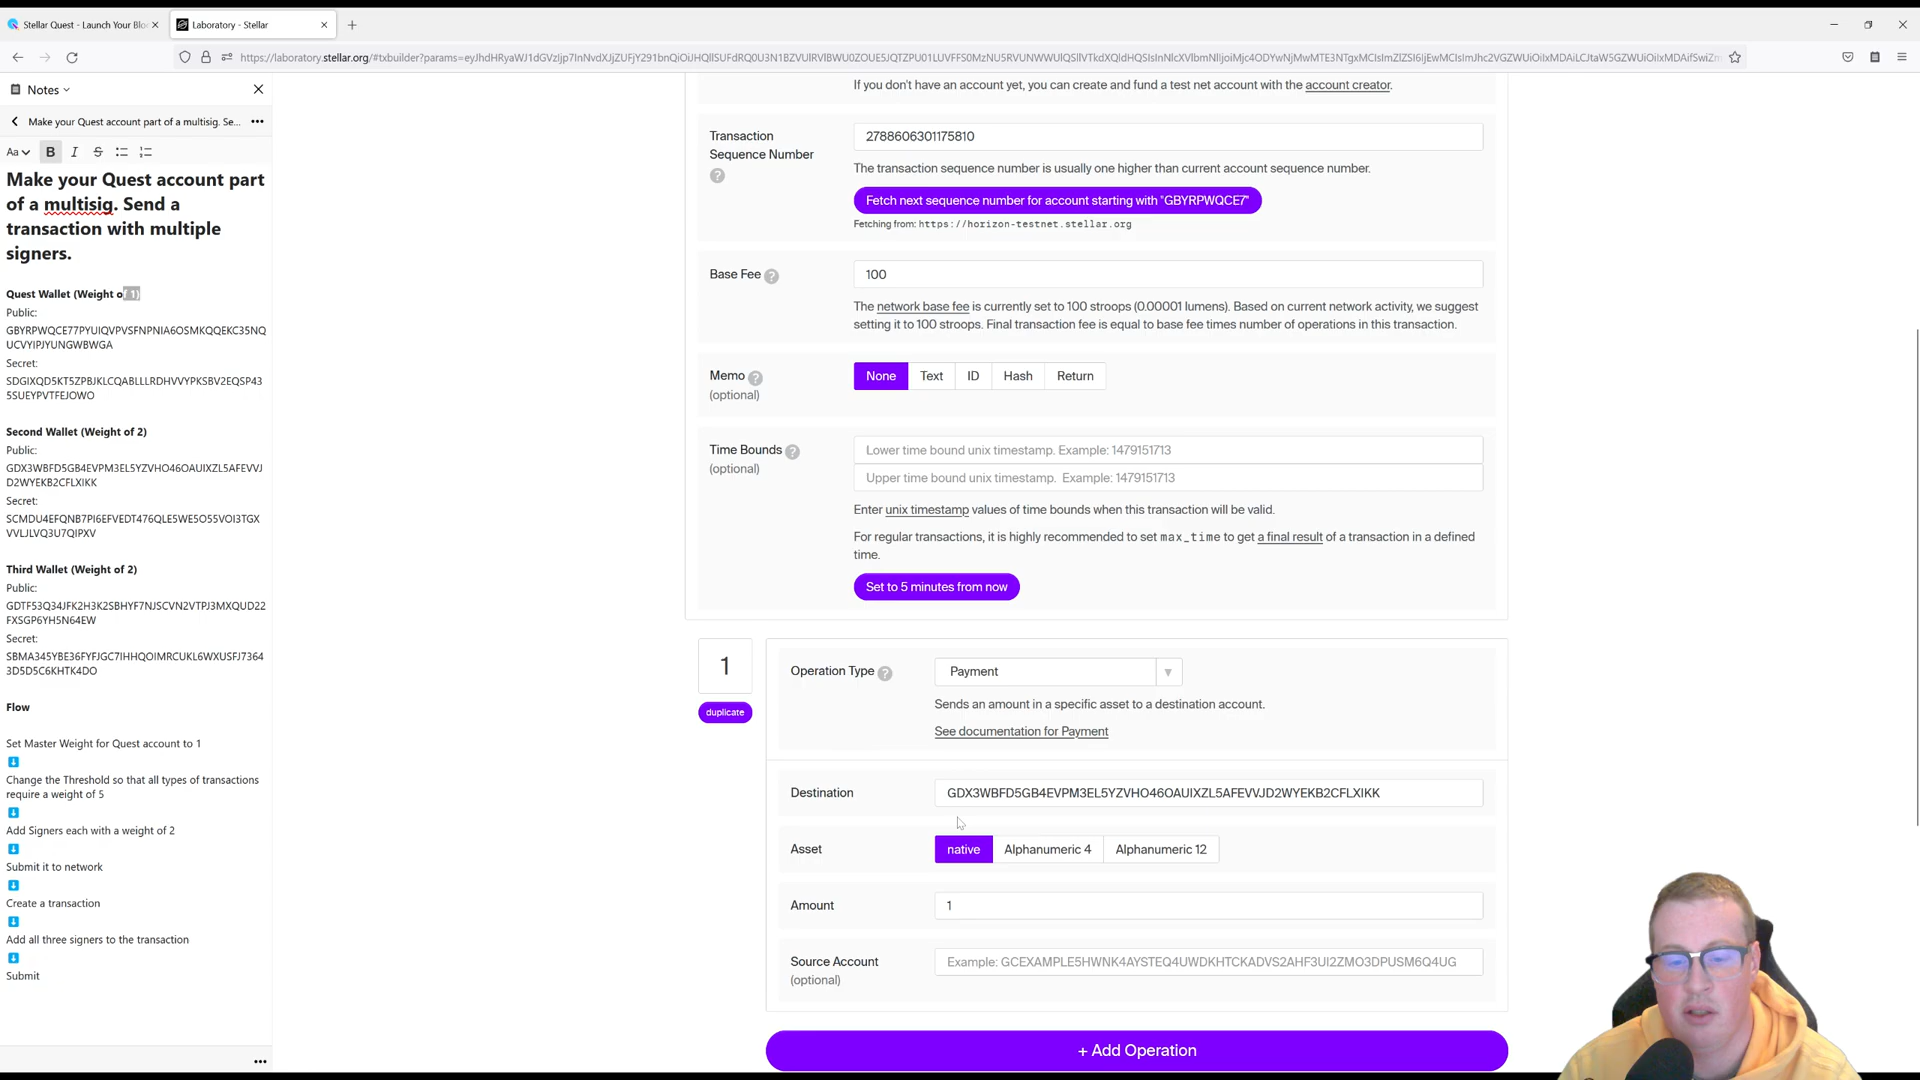 Stellar Quest - Launch Your Bloc
Laboratory - Stellar
https://laboratory.stellar.org/#txbuilder?params=
Notes
Make your Quest account part of a multisig. Se...
Aa
B
I
S
Make your Quest account part
of a multisig. Send a
transaction with multiple
signers.
Quest Wallet (Weight of 1)
Public:
GBYRPWQCE77PYUIQVPVSFNPNIA6OSMKQQEKC35NQ
UCVYIPJYUNGWBWGA
Secret:
SDGIXQD5KT5ZPBJKLCQABLLLRDHVVYPKSBV2EQSP43
5SUEYPVTFEJOWO
Second Wallet (Weight of 2)
Public:
GDX3WBFD5GB4EVPM3EL5YZVHO46OAUIXZL5AFEVVJ
D2WYEKB2CFLXIKK
Secret:
SCMDU4EFQNB7PI6EFVEDT476QLE5WE5O55VOI3TGX
VVLJLVQ3U7QIPXV
Third Wallet (Weight of 2)
Public:
GDTF53Q34JFK2H3K2SBHYF7NJSCVN2VTPJ3MXQUD22
FXSGP6YH5N64EW
Secret:
SBMA345YBE36FYFJGC7IHHQOIMRCUKL6WXUSFJ7364
3D5D5C6KHTK4DO
Flow
Set Master Weight for Quest account to 1
Change the Threshold so that all types of transactions
require a weight of 5
Add Signers each with a weight of 2
Submit it to network
Create a transaction
Add all three signers to the transaction
Submit
If you don't have an account yet, you can create and fund a test net account with the account creator.
Transaction
Sequence Number
2788606301175810
The transaction sequence number is usually one higher than current account sequence number.
Fetch next sequence number for account starting with "GBYRPWQCE7"
Fetching from: https://horizon-testnet.stellar.org
Base Fee
100
The network base fee is currently set to 100 stroops (0.00001 lumens). Based on current network activity, we suggest
setting it to 100 stroops. Final transaction fee is equal to base fee times number of operations in this transaction.
Memo
(optional)
None
Text
ID
Hash
Return
Time Bounds
(optional)
Lower time bound unix timestamp. Example: 1479151713
Upper time bound unix timestamp. Example: 1479151713
Enter unix timestamp values of time bounds when this transaction will be valid.
For regular transactions, it is highly recommended to set max_time to get a final result of a transaction in a defined
time.
Set to 5 minutes from now
1
duplicate
Operation Type
Payment
Sends an amount in a specific asset to a destination account.
See documentation for Payment
Destination
GDX3WBFD5GB4EVPM3EL5YZVHO46OAUIXZL5AFEVVJD2WYEKB2CFLXIKK
Asset
native
Alphanumeric 4
Alphanumeric 12
Amount
1
Source Account
(optional)
Example: GCEXAMPLE5HWNK4AYSTEQ4UWDKHTCKADVS2AHF3UI2ZMO3DPUSM6Q4UG
+ Add Operation